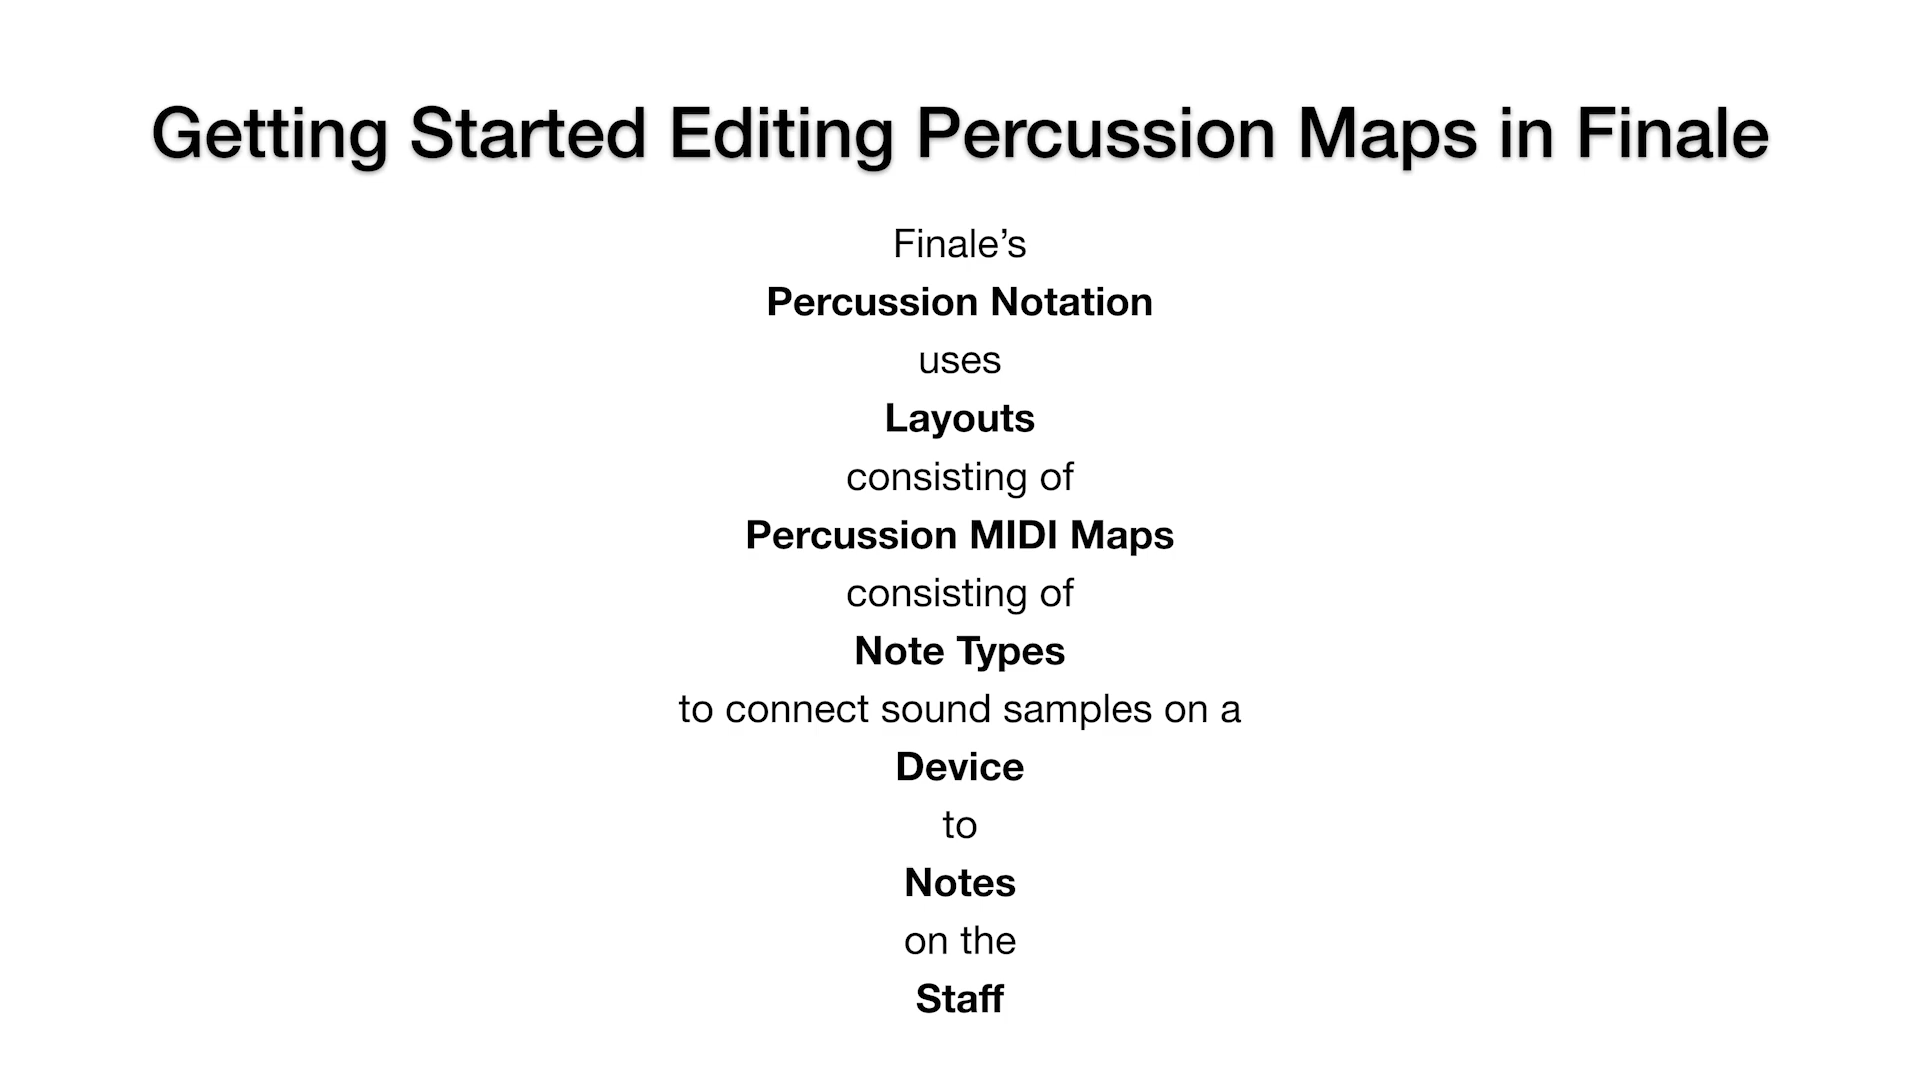 Getting Started Editing Percussion Maps in Finale
Finale’s
Percussion Notation
uses
Layouts
consisting of
Percussion MIDI Maps
consisting of
Note Types
to connect sound samples on a
Device
to
Notes
on the
Staff